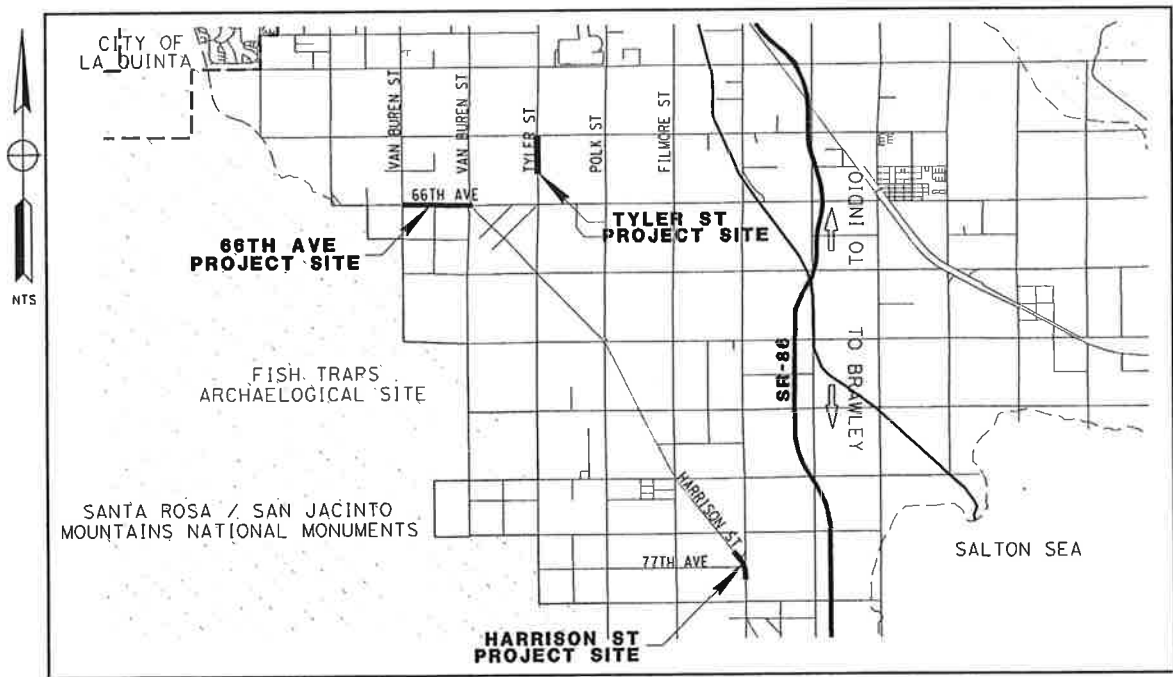 CITY OF
LA QUINTA
VAN BUREN ST
VAN BUREN ST
TYLER ST
POLK ST
FILMORE ST
66TH AVE
TYLER ST
PROJECT SITE
66TH AVE
PROJECT SITE
NTS
TO INDIO
SR-86
TO BRAWLEY
FISH TRAPS
ARCHAELOGICAL SITE
HARRISON ST
SANTA ROSA / SAN JACINTO
MOUNTAINS NATIONAL MONUMENTS
SALTON SEA
77TH AVE
HARRISON ST
PROJECT SITE